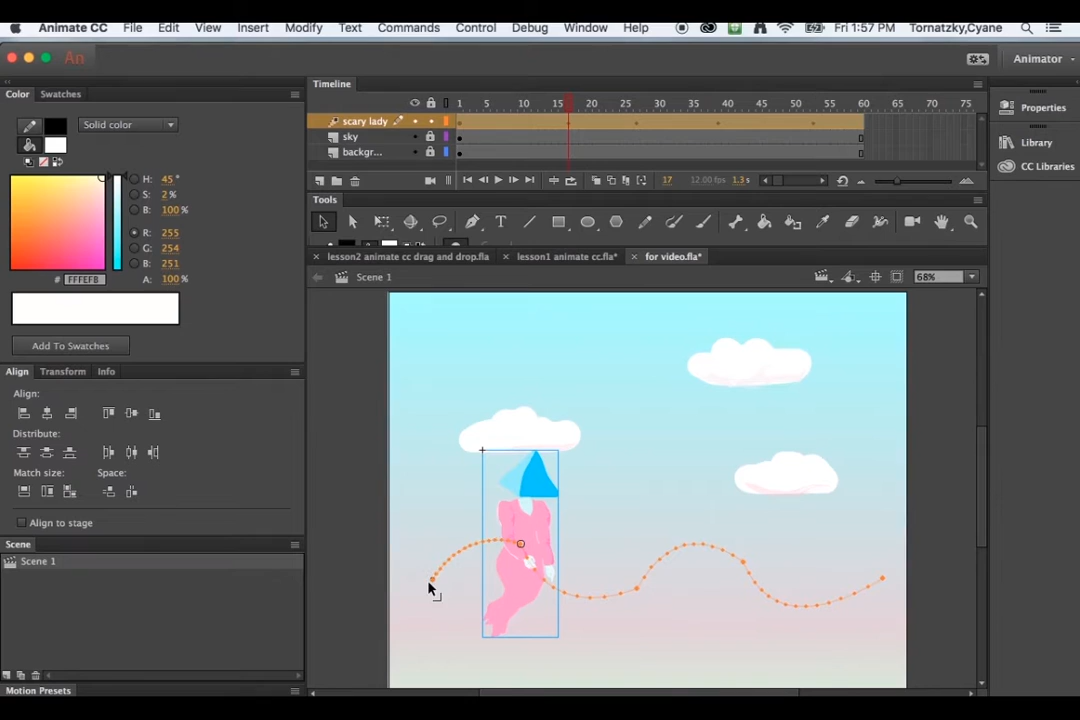 Animate CC File Edit View Insert Modify Text Commands Control Debug Window Help Fri 1:57 PM Tornatzky,Cyane
An Animator
Color Swatches
Timeline
1 5 10 15 20 25 30 35 40 45 50 55 60 65 70 75
Properties
scary lady
Solid color
sky
Library
backgr...
CC Libraries
H: 45 °
17 12.00 fps 1.3 s
S: 2 %
Tools
B: 100 %
R: 255
G: 254
lesson2 animate cc drag and drop.fla lesson1 animate cc.fla* for video.fla*
B: 251
Scene 1 68%
# FFFEFB A: 100 %
Add To Swatches
Align Transform Info
Align:
Distribute:
Match size: Space:
Align to stage
Scene
Scene 1
Motion Presets